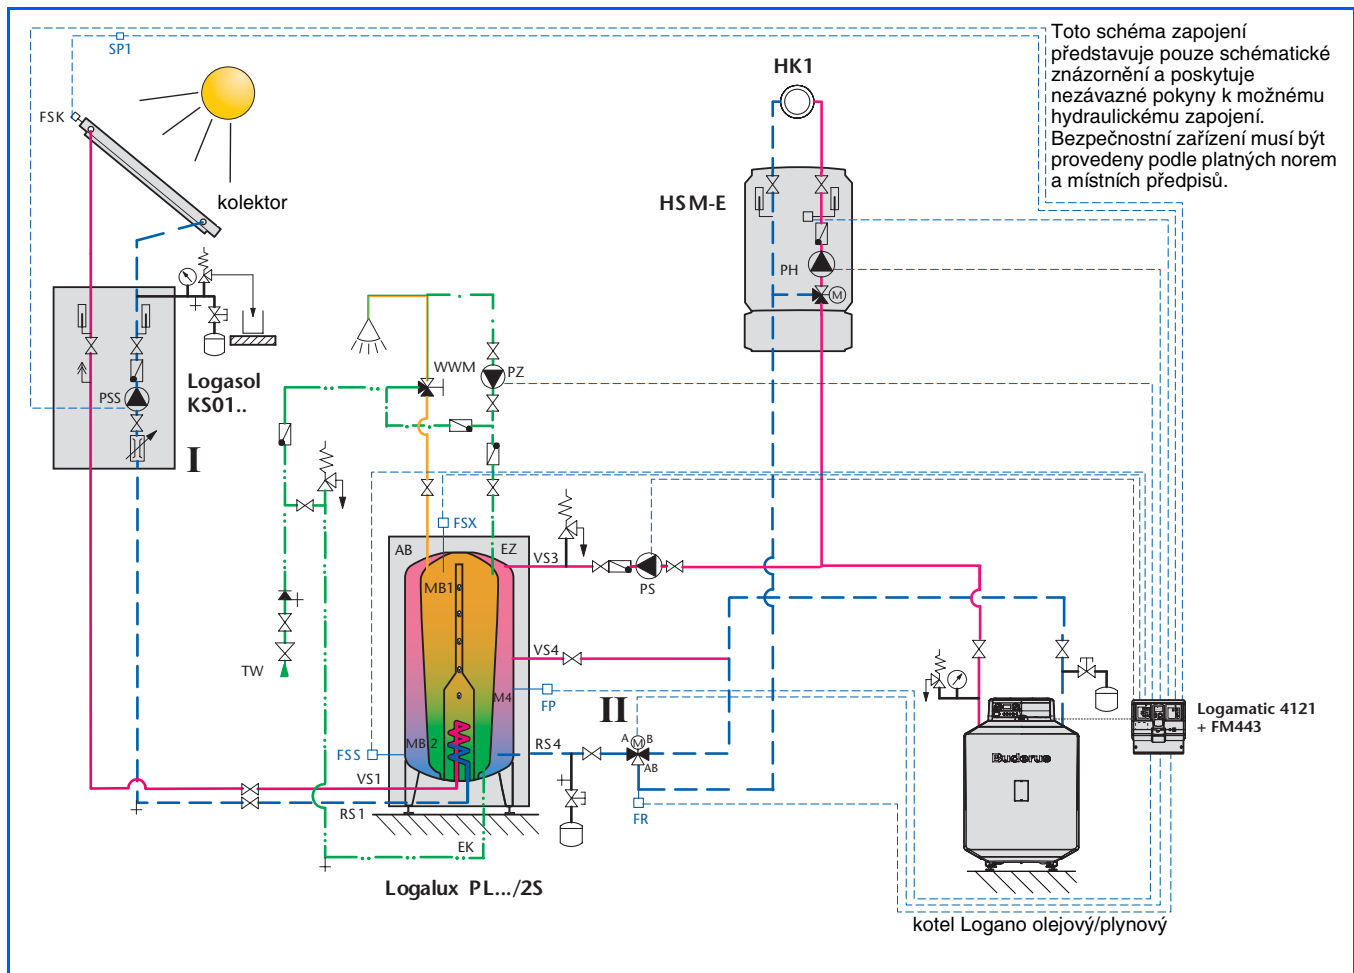 Toto schéma zapojení
představuje pouze schématické
znázornění a poskytuje
nezávazné pokyny k možnému
hydraulickému zapojení.
Bezpečnostní zařízení musí být
provedeny podle platných norem
a místních předpisů.
SP1
FSK
kolektor
HK1
HSM-E
PH
M
Logasol
KS01..
PSS
I
WWM
PZ
FSX
AB
EZ
VS3
MB1
PS
TW
VS4
M4
FP
II
A
M
B
AB
MB 2
RS4
FSS
VS1
RS1
FR
EK
Logalux PL.../2S
Buderus
Logamatic 4121
+ FM443
kotel Logano olejový/plynový